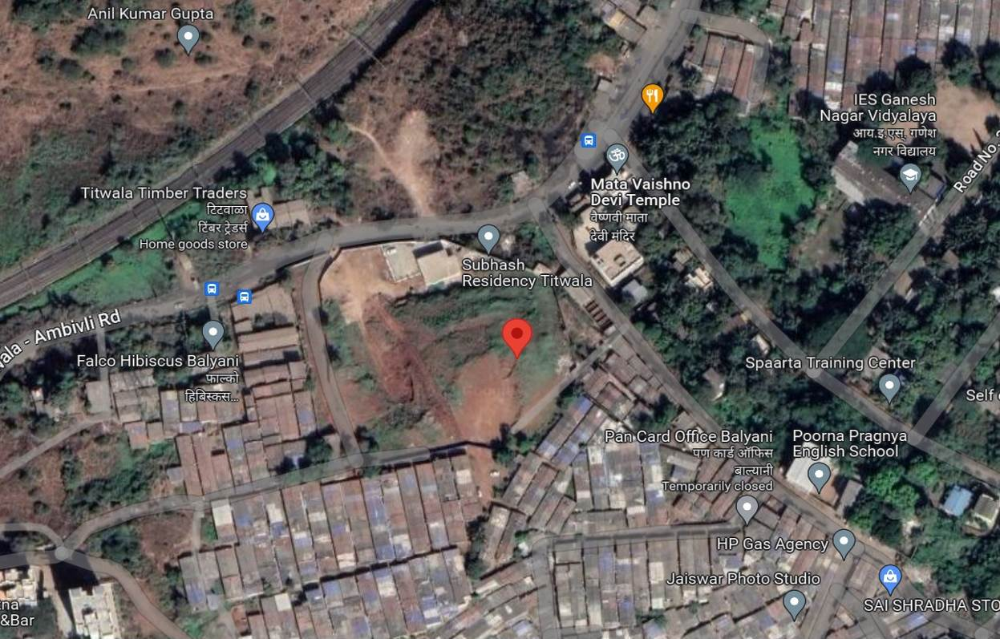 Anil Kumar Gupta
IES Ganesh
Nagar Vidyalaya
आय.इ.एस. गणेश
नगर विद्यालय
Road No.
Titwala Timber Traders
टिटवाळा
टिंबर ट्रेडर्स
Home goods store
Mata Vaishno
Devi Temple
वैष्णवी माता
देवी मंदिर
Subhash
Residency Titwala
wala - Ambivli Rd
Falco Hibiscus Balyani
फाल्को
हिबिस्कस...
Spaarta Training Center
Self
Pan Card Office Balyani
पण कार्ड ऑफिस
बाल्यानी
Temporarily closed
Poorna Pragnya
English School
HP Gas Agency
Jaiswar Photo Studio
SAI SHRADHA STO
na
&Bar